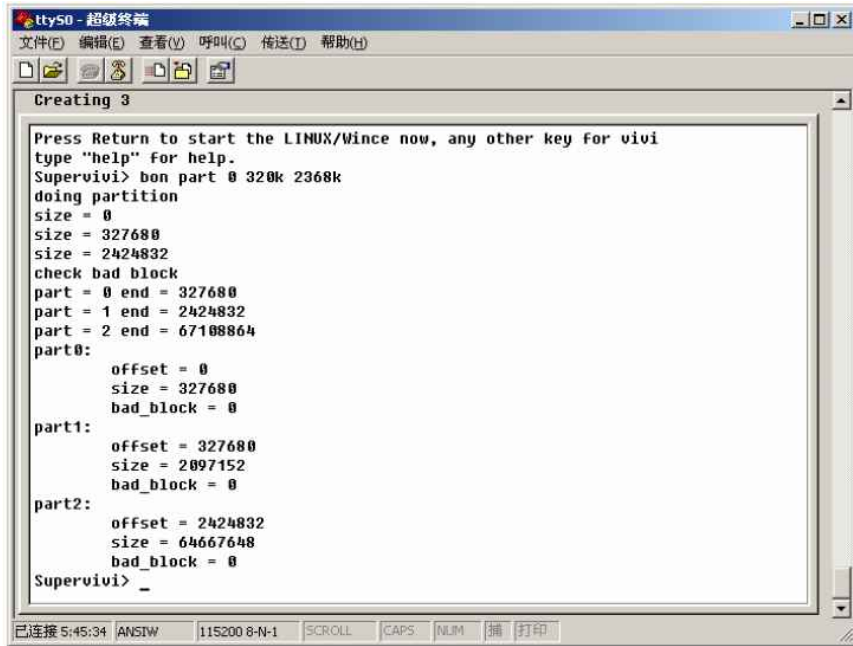 ttyS0 - 超级终端
文件(F) 编辑(E) 查看(V) 呼叫(C) 传送(T) 帮助(H)
Creating 3
Press Return to start the LINUX/Wince now, any other key for vivi
type "help" for help.
Supervivi> bon part 0 320k 2368k
doing partition
size = 0
size = 327680
size = 2424832
check bad block
part = 0 end = 327680
part = 1 end = 2424832
part = 2 end = 67108864
part0:
offset = 0
size = 327680
bad_block = 0
part1:
offset = 327680
size = 2097152
bad_block = 0
part2:
offset = 2424832
size = 64667648
bad_block = 0
Supervivi> _
已连接 5:45:34 ANSIW 115200 8-N-1 SCROLL CAPS NUM 捕 打印